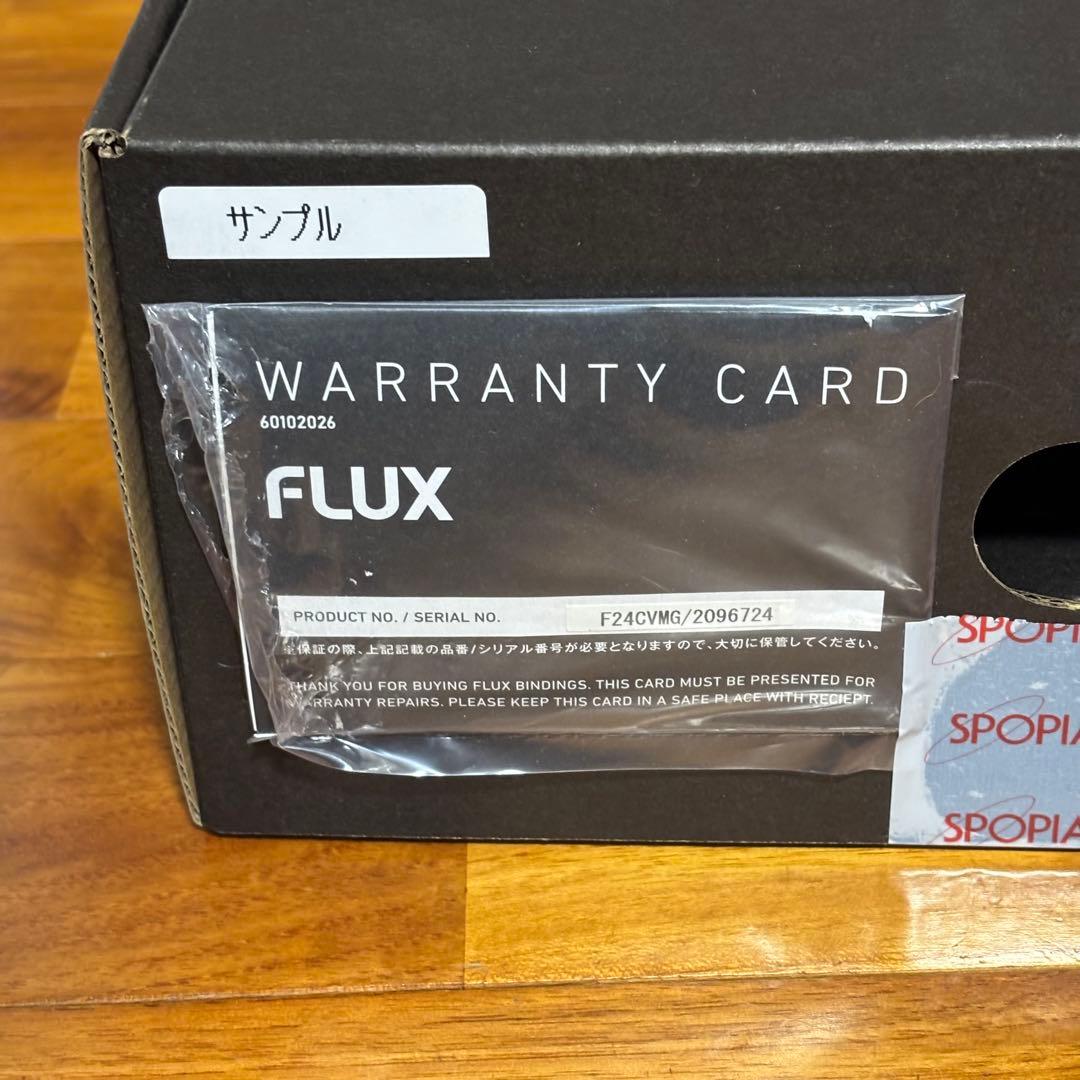 サンプル
WARRANTY CARD
60102026
FLUX
PRODUCT NO. / SERIAL NO. F24CVMG/2096724
※保証の際、上記記載の品番/シリアル番号が必要となりますので、大切に保管してください。
THANK YOU FOR BUYING FLUX BINDINGS. THIS CARD MUST BE PRESENTED FOR
WARRANTY REPAIRS. PLEASE KEEP THIS CARD IN A SAFE PLACE WITH RECIEPT.
SPOPI
SPOPIA
SPOPIA